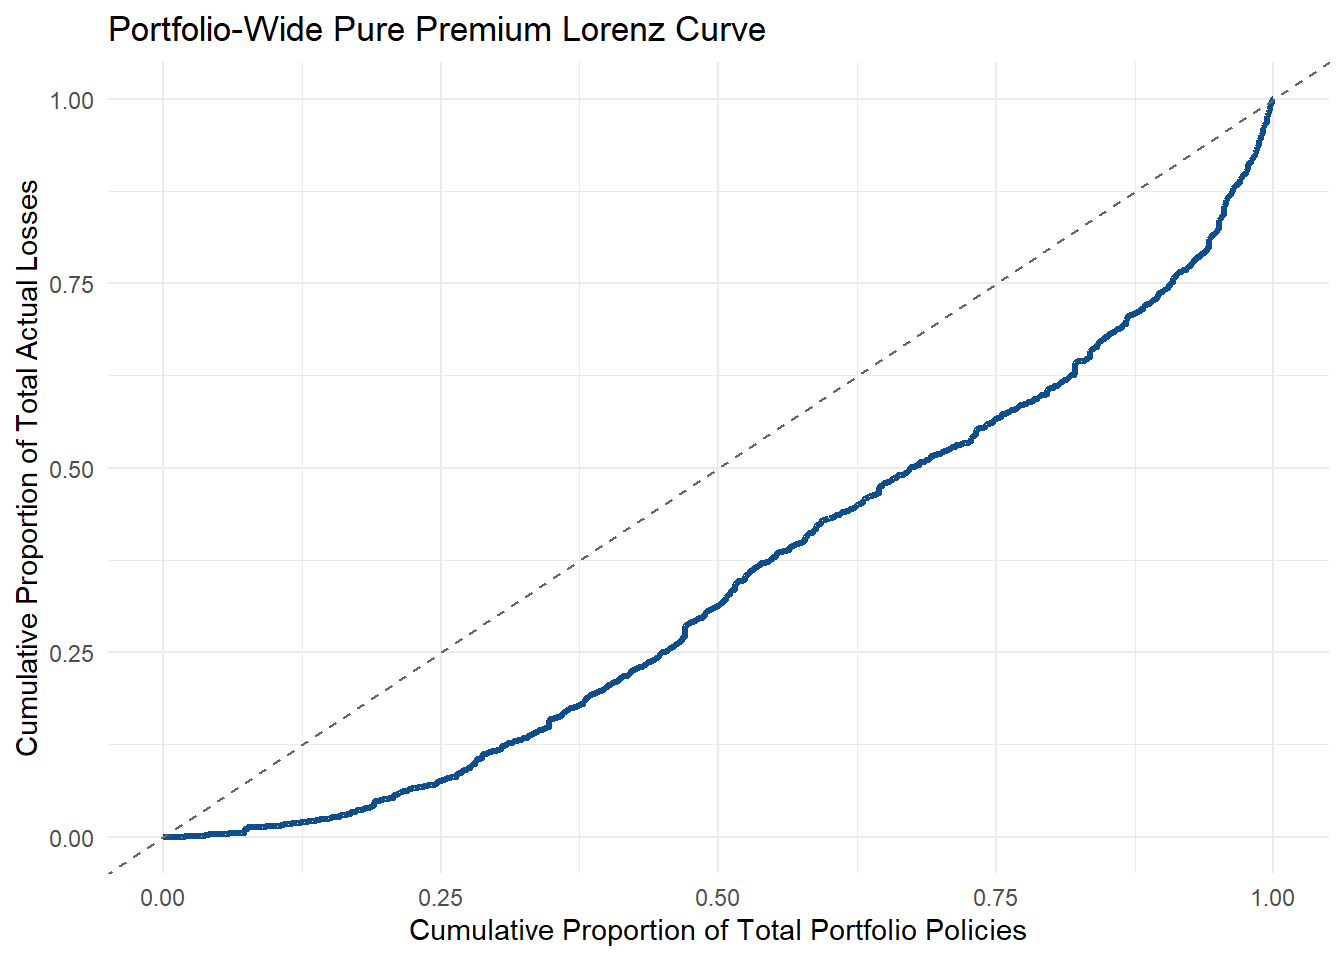 Portfolio-Wide Pure Premium Lorenz Curve
Cumulative Proportion of Total Actual Losses
1.00
0.75
0.50
0.25
0.00
0.00 0.25 0.50 0.75 1.00
Cumulative Proportion of Total Portfolio Policies